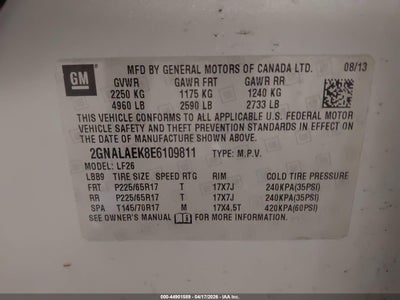 GM
MFD BY GENERAL MOTORS OF CANADA LTD. 08/13
GVWR GAWR FRT GAWR RR
2250 KG 1175 KG 1240 KG
4960 LB 2590 LB 2733 LB
THIS VEHICLE CONFORMS TO ALL APPLICABLE U.S. FEDERAL MOTOR
VEHICLE SAFETY AND THEFT PREVENTION STANDARDS IN EFFECT ON
THE DATE OF MANUFACTURE SHOWN ABOVE.
2GNALAEK8E6109811 TYPE: M.P.V.
MODEL: LF26
LBB9 TIRE SIZE SPEED RTG RIM COLD TIRE PRESSURE
FRT P225/65R17 T 17X7J 240KPA(35PSI)
RR P225/65R17 T 17X7J 240KPA(35PSI)
SPA T145/70R17 M 17X4.5T 420KPA(60PSI)
SEE OWNER'S MANUAL FOR MORE INFORMATION.
000-44901589 - 04/17/2026 - IAA, Inc.